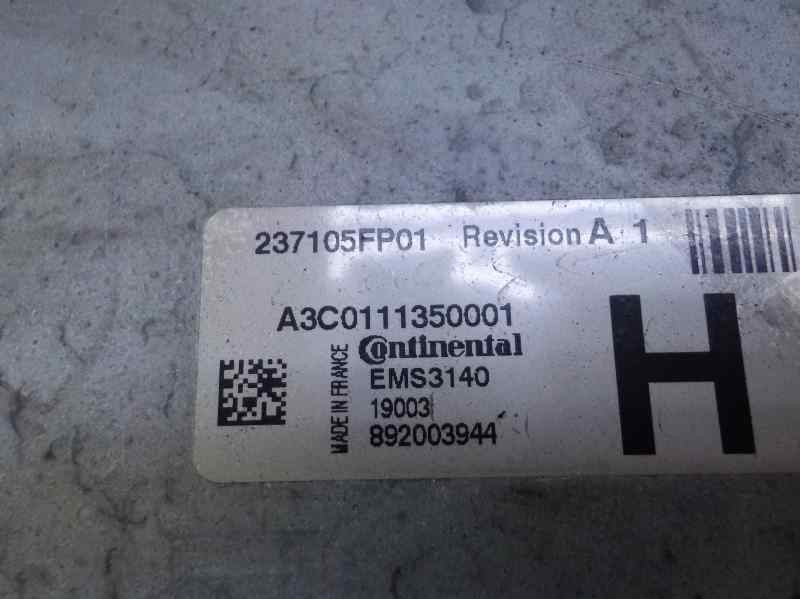 237105FP01 Revision A 1
A3C0111350001
Continental
EMS3140
19003
892003944
MADE IN FRANCE
H